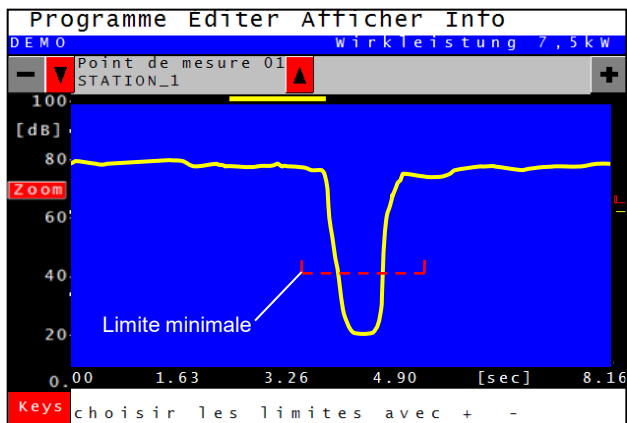 Programme Editer Afficher Info
DEMO Wirkleistung 7,5kW
Point de mesure 01
STATION_1
100
[dB]
80
Zoom
60
40
Limite minimale
20
0.00 1.63 3.26 4.90 [sec] 8.16
Keys choisir les limites avec + -